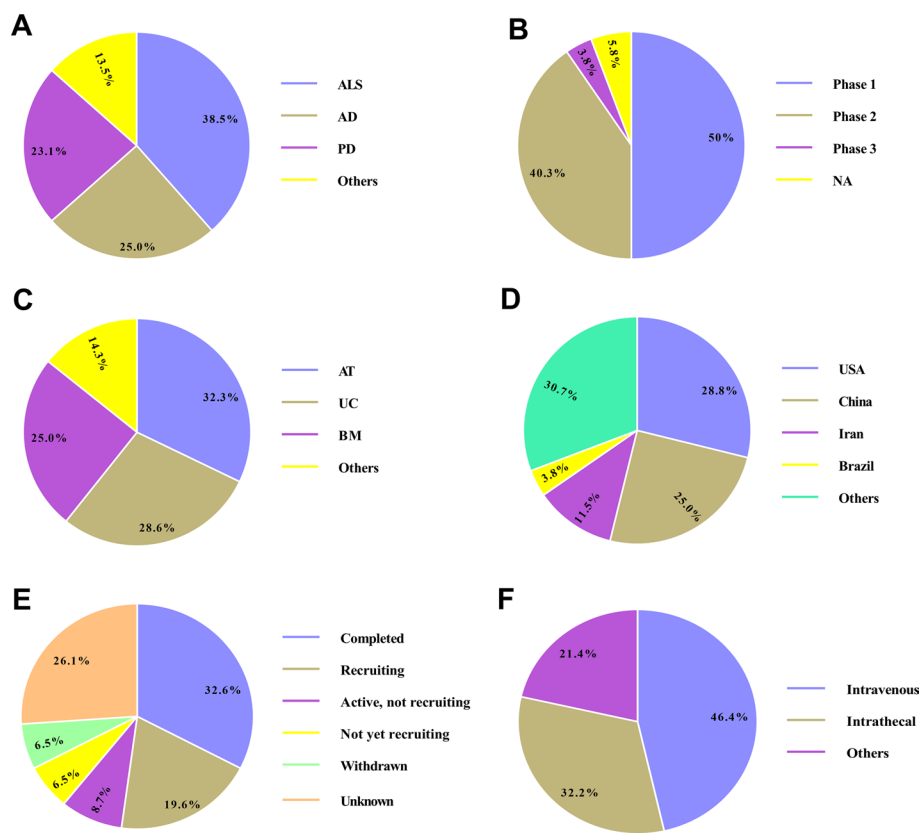 A
13.5%
38.5%
23.1%
25.0%
ALS
AD
PD
Others
B
3.8%
5.8%
50%
40.3%
Phase 1
Phase 2
Phase 3
NA
C
14.3%
32.3%
25.0%
28.6%
AT
UC
BM
Others
D
30.7%
28.8%
3.8%
11.5%
25.0%
USA
China
Iran
Brazil
Others
E
26.1%
32.6%
6.5%
6.5%
8.7%
19.6%
Completed
Recruiting
Active, not recruiting
Not yet recruiting
Withdrawn
Unknown
F
21.4%
46.4%
32.2%
Intravenous
Intrathecal
Others